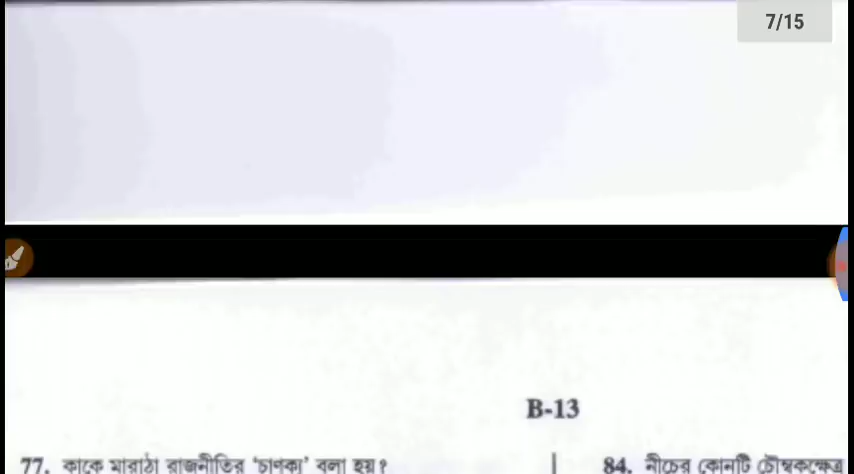 7/15
B-13
77. কাকে মারাঠা রাজনীতির ‘চাণক্য’ বলা হয়?
84. নীচের কোনটি চৌম্বকক্ষেত্র